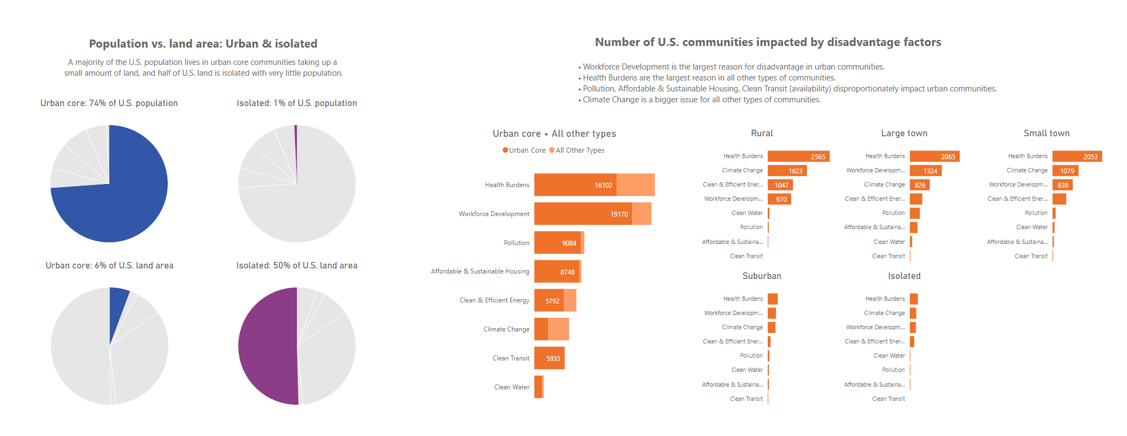 Population vs. land area: Urban & isolated
A majority of the U.S. population lives in urban core communities taking up a
small amount of land, and half of U.S. land is isolated with very little population.
Urban core: 74% of U.S. population
Isolated: 1% of U.S. population
Urban core: 6% of U.S. land area
Isolated: 50% of U.S. land area
Number of U.S. communities impacted by disadvantage factors
• Workforce Development is the largest reason for disadvantage in urban communities.
• Health Burdens are the largest reason in all other types of communities.
• Pollution, Affordable & Sustainable Housing, Clean Transit (availability) disproportionately impact urban communities.
• Climate Change is a bigger issue for all other types of communities.
Urban core + All other types
Urban Core All Other Types
Health Burdens 16102
Workforce Development 19170
Pollution 9084
Affordable & Sustainable Housing 8748
Clean & Efficient Energy 5792
Climate Change
Clean Transit 5933
Clean Water
Rural
Health Burdens 2565
Climate Change 1623
Clean & Efficient Ener... 1047
Workforce Developm... 970
Clean Water
Pollution
Affordable & Sustaina...
Clean Transit
Large town
Health Burdens 2065
Workforce Developm... 1324
Climate Change 826
Clean & Efficient Ener...
Pollution
Affordable & Sustaina...
Clean Water
Clean Transit
Small town
Health Burdens 2053
Climate Change 1079
Workforce Developm... 838
Clean & Efficient Ener...
Pollution
Clean Water
Affordable & Sustaina...
Clean Transit
Suburban
Health Burdens
Workforce Developm...
Climate Change
Clean & Efficient Ener...
Pollution
Clean Water
Affordable & Sustaina...
Clean Transit
Isolated
Health Burdens
Climate Change
Workforce Developm...
Clean & Efficient Ener...
Clean Water
Pollution
Affordable & Sustaina...
Clean Transit